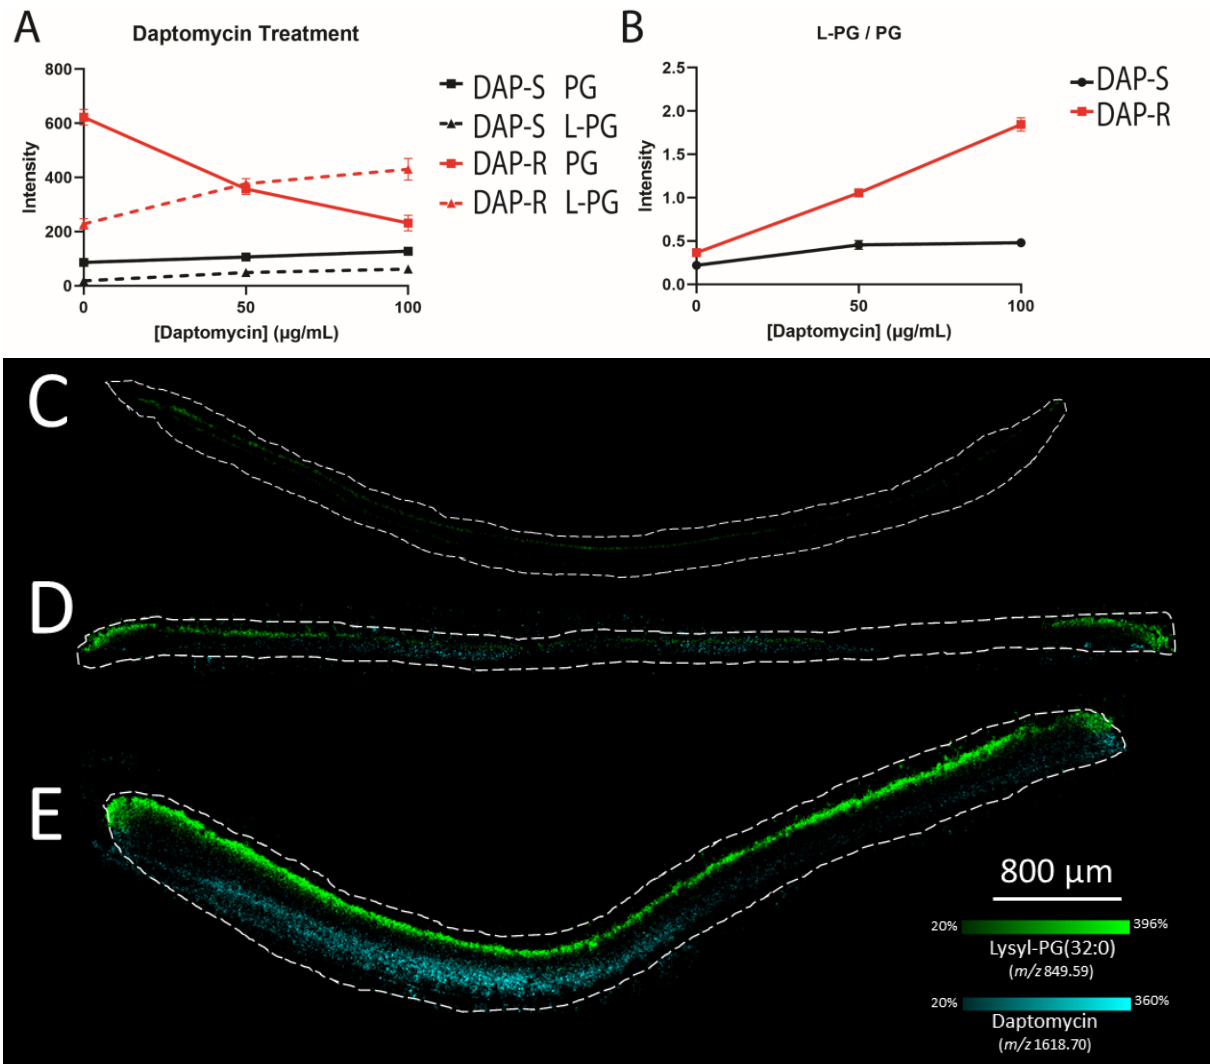 A
Daptomycin Treatment
800
600
400
200
0
Intensity
0 50 100
[Daptomycin] (µg/mL)
DAP-S PG
DAP-S L-PG
DAP-R PG
DAP-R L-PG
B
L-PG / PG
2.5
2.0
1.5
1.0
0.5
0.0
Intensity
0 50 100
[Daptomycin] (µg/mL)
DAP-S
DAP-R
C
D
E
800 µm
20% 396%
Lysyl-PG(32:0)
(m/z 849.59)
20% 360%
Daptomycin
(m/z 1618.70)